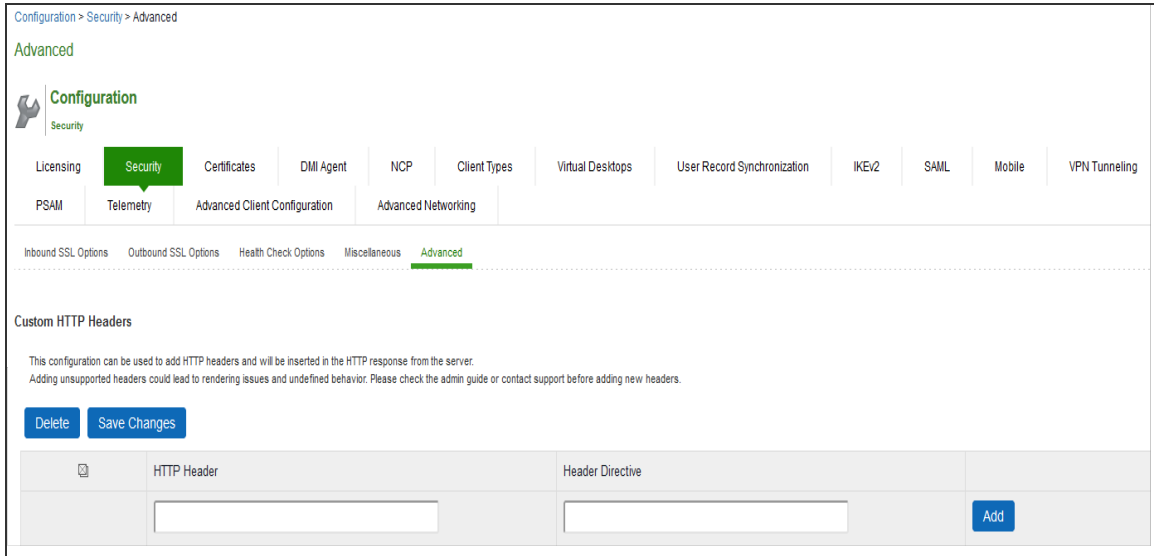 Configuration > Security > Advanced
Advanced
Configuration
Security
Licensing Security Certificates DMI Agent NCP Client Types Virtual Desktops User Record Synchronization IKEv2 SAML Mobile VPN Tunneling
PSAM Telemetry Advanced Client Configuration Advanced Networking
Inbound SSL Options Outbound SSL Options Health Check Options Miscellaneous Advanced
Custom HTTP Headers
This configuration can be used to add HTTP headers and will be inserted in the HTTP response from the server.
Adding unsupported headers could lead to rendering issues and undefined behavior. Please check the admin guide or contact support before adding new headers.
Delete Save Changes
HTTP Header Header Directive
Add